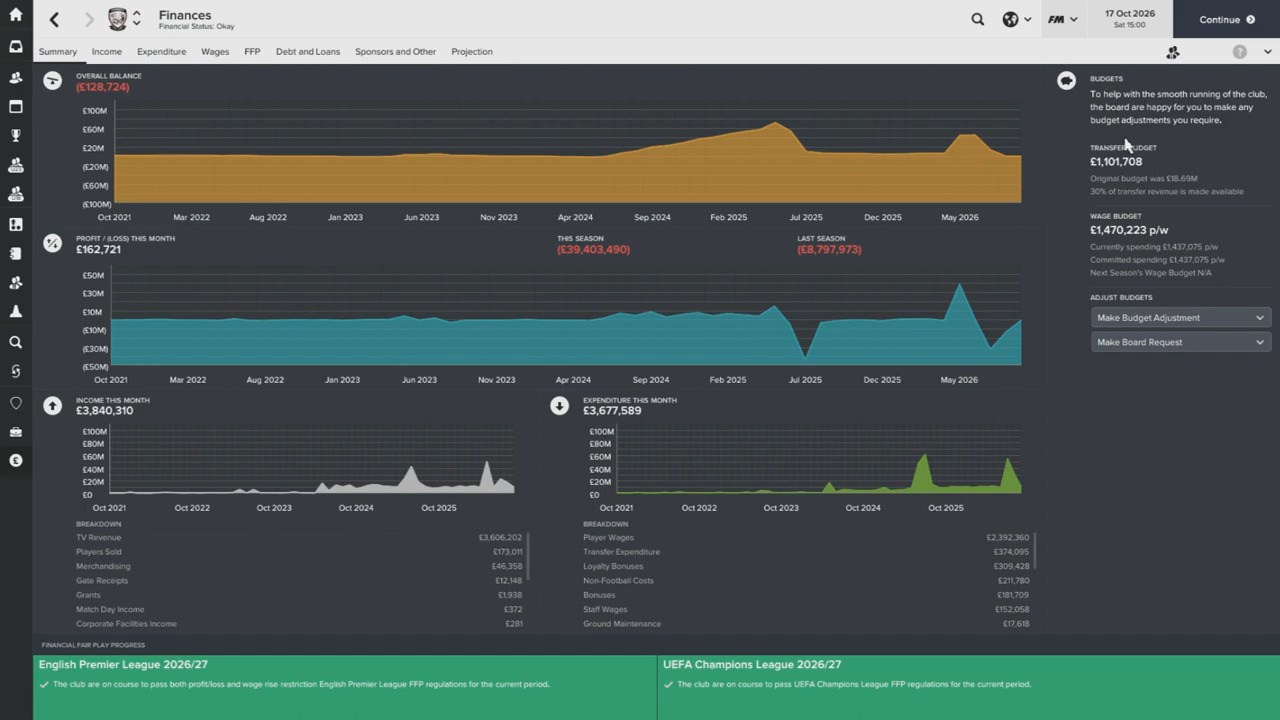 Finances
Financial Status: Okay
FM
17 Oct 2026
Sat 15:00
Continue
Summary
Income
Expenditure
Wages
FFP
Debt and Loans
Sponsors and Other
Projection
OVERALL BALANCE
(£128,724)
£100M
£60M
£20M
(£20M)
(£60M)
(£100M)
Oct 2021 Mar 2022 Aug 2022 Jan 2023 Jun 2023 Nov 2023 Apr 2024 Sep 2024 Feb 2025 Jul 2025 Dec 2025 May 2026
PROFIT / (LOSS) THIS MONTH
£162,721
THIS SEASON
(£39,403,490)
LAST SEASON
(£8,797,973)
£50M
£30M
£10M
(£10M)
(£30M)
(£50M)
Oct 2021 Mar 2022 Aug 2022 Jan 2023 Jun 2023 Nov 2023 Apr 2024 Sep 2024 Feb 2025 Jul 2025 Dec 2025 May 2026
INCOME THIS MONTH
£3,840,310
£100M
£80M
£60M
£40M
£20M
£0
Oct 2021 Oct 2022 Oct 2023 Oct 2024 Oct 2025
BREAKDOWN
TV Revenue £3,606,202
Players Sold £173,011
Merchandising £46,358
Gate Receipts £12,148
Grants £1,938
Match Day Income £372
Corporate Facilities Income £281
EXPENDITURE THIS MONTH
£3,677,589
£100M
£80M
£60M
£40M
£20M
£0
Oct 2021 Oct 2022 Oct 2023 Oct 2024 Oct 2025
BREAKDOWN
Player Wages £2,392,360
Transfer Expenditure £374,095
Loyalty Bonuses £309,428
Non-Football Costs £211,780
Bonuses £181,709
Staff Wages £152,058
Ground Maintenance £17,618
BUDGETS
To help with the smooth running of the club,
the board are happy for you to make any
budget adjustments you require.
TRANSFER BUDGET
£1,101,708
Original budget was £18.69M
30% of transfer revenue is made available
WAGE BUDGET
£1,470,223 p/w
Currently spending £1,437,075 p/w
Committed spending £1,437,075 p/w
Next Season's Wage Budget N/A
ADJUST BUDGETS
Make Budget Adjustment
Make Board Request
FINANCIAL FAIR PLAY PROGRESS
English Premier League 2026/27
The club are on course to pass both profit/loss and wage rise restriction English Premier League FFP regulations for the current period.
UEFA Champions League 2026/27
The club are on course to pass UEFA Champions League FFP regulations for the current period.